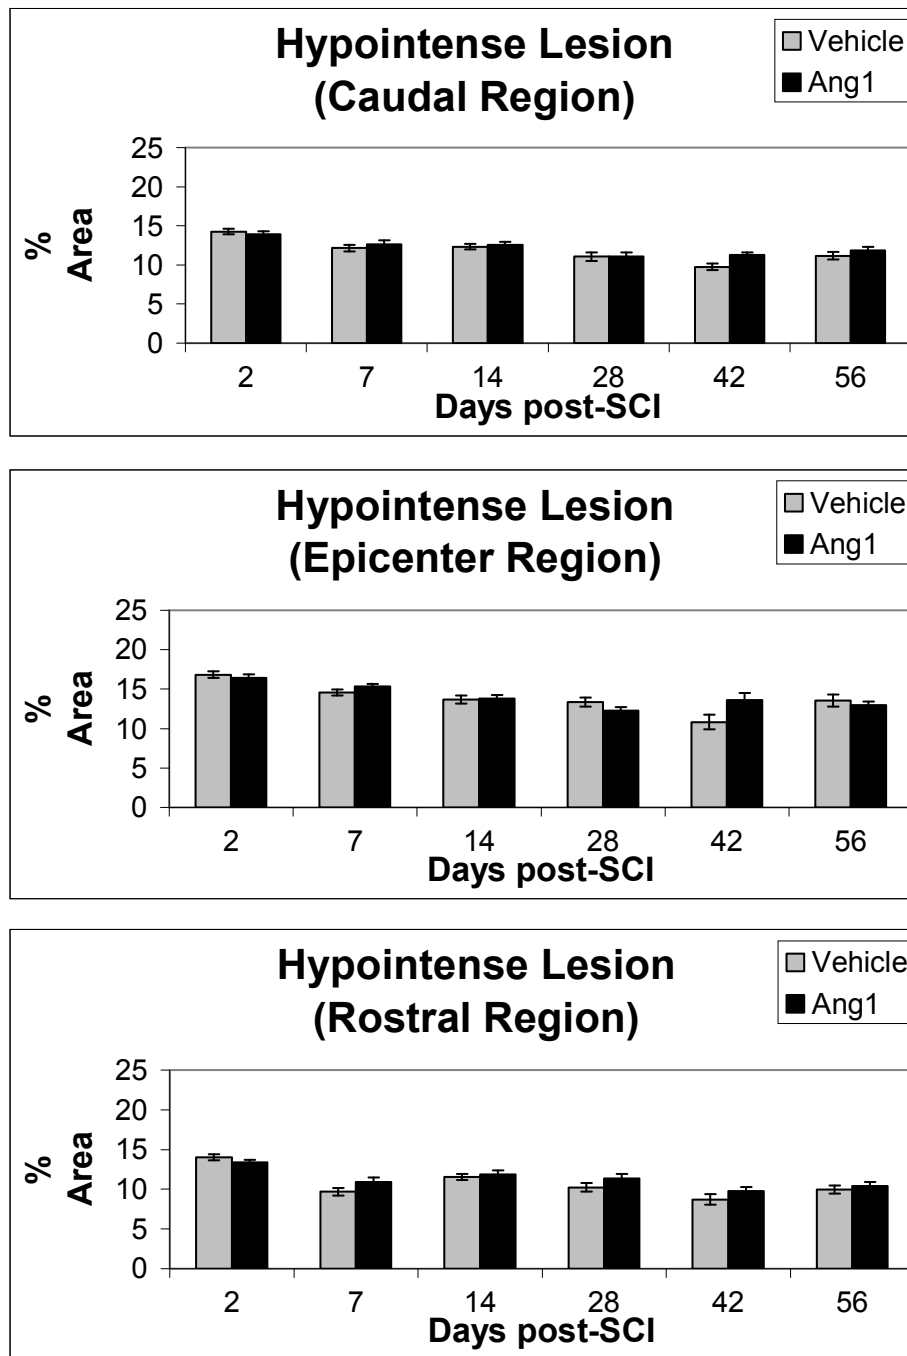 Hypointense Lesion
(Caudal Region)
Vehicle
Ang1
% Area
25
20
15
10
5
0
2 7 14 28 42 56
Days post-SCI
Hypointense Lesion
(Epicenter Region)
Vehicle
Ang1
% Area
25
20
15
10
5
0
2 7 14 28 42 56
Days post-SCI
Hypointense Lesion
(Rostral Region)
Vehicle
Ang1
% Area
25
20
15
10
5
0
2 7 14 28 42 56
Days post-SCI